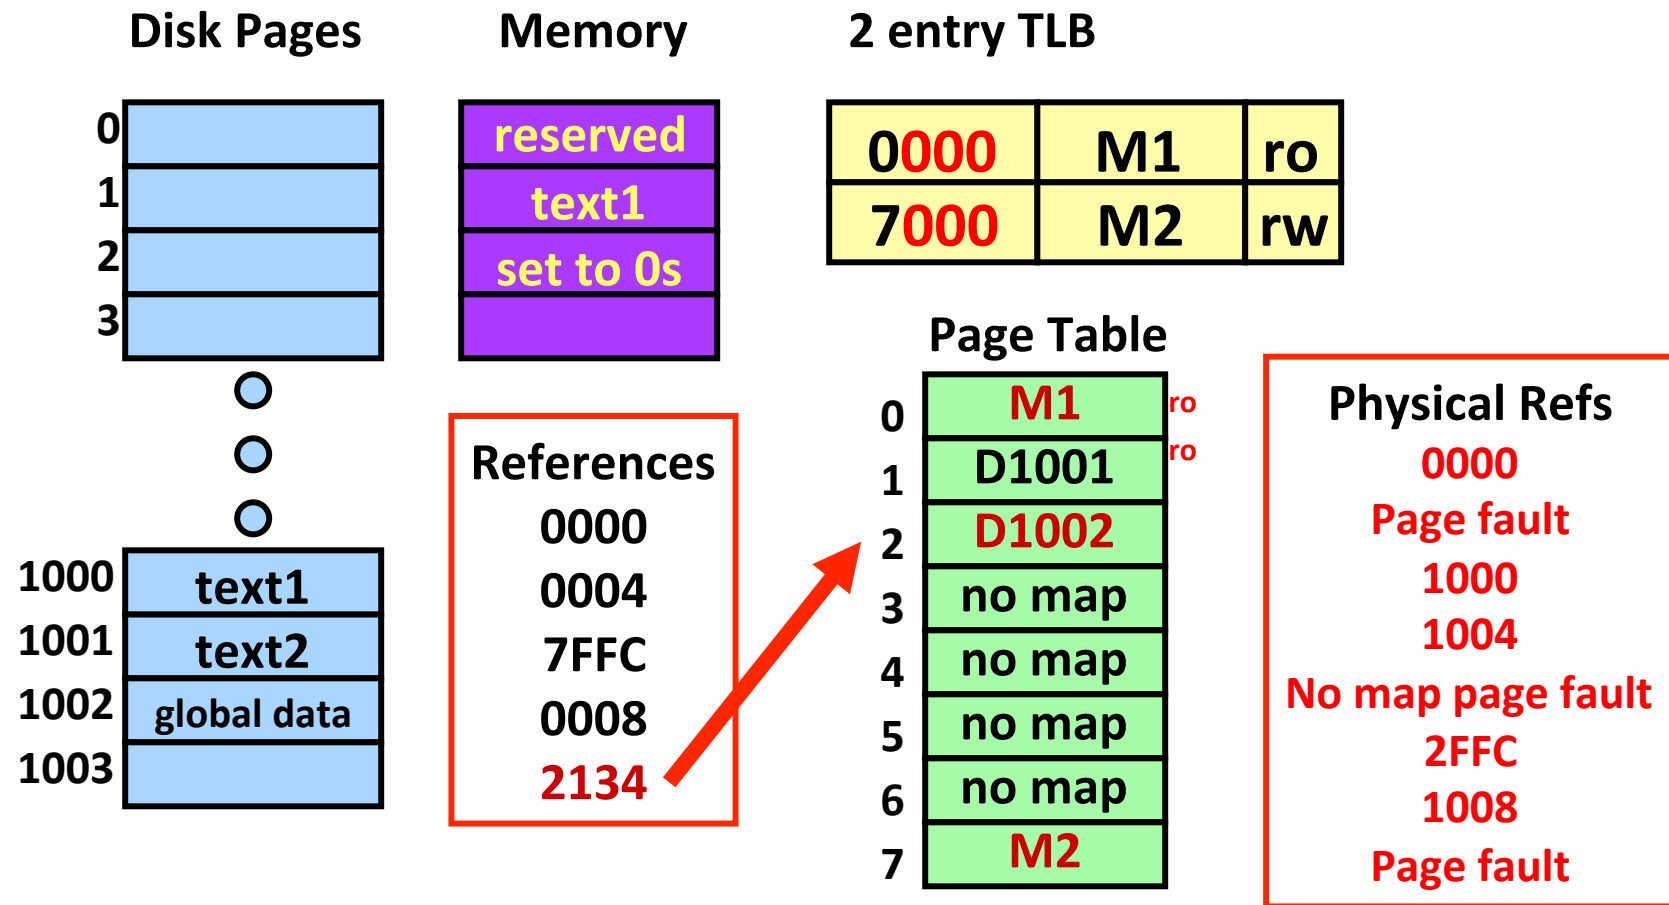 Disk Pages
Memory
2 entry TLB
0
1
2
3
1000 text1
1001 text2
1002 global data
1003
reserved
text1
set to 0s
References
0000
0004
7FFC
0008
2134
0000 M1 ro
7000 M2 rw
Page Table
0 M1 ro
1 D1001 ro
2 D1002
3 no map
4 no map
5 no map
6 no map
7 M2
Physical Refs
0000
Page fault
1000
1004
No map page fault
2FFC
1008
Page fault